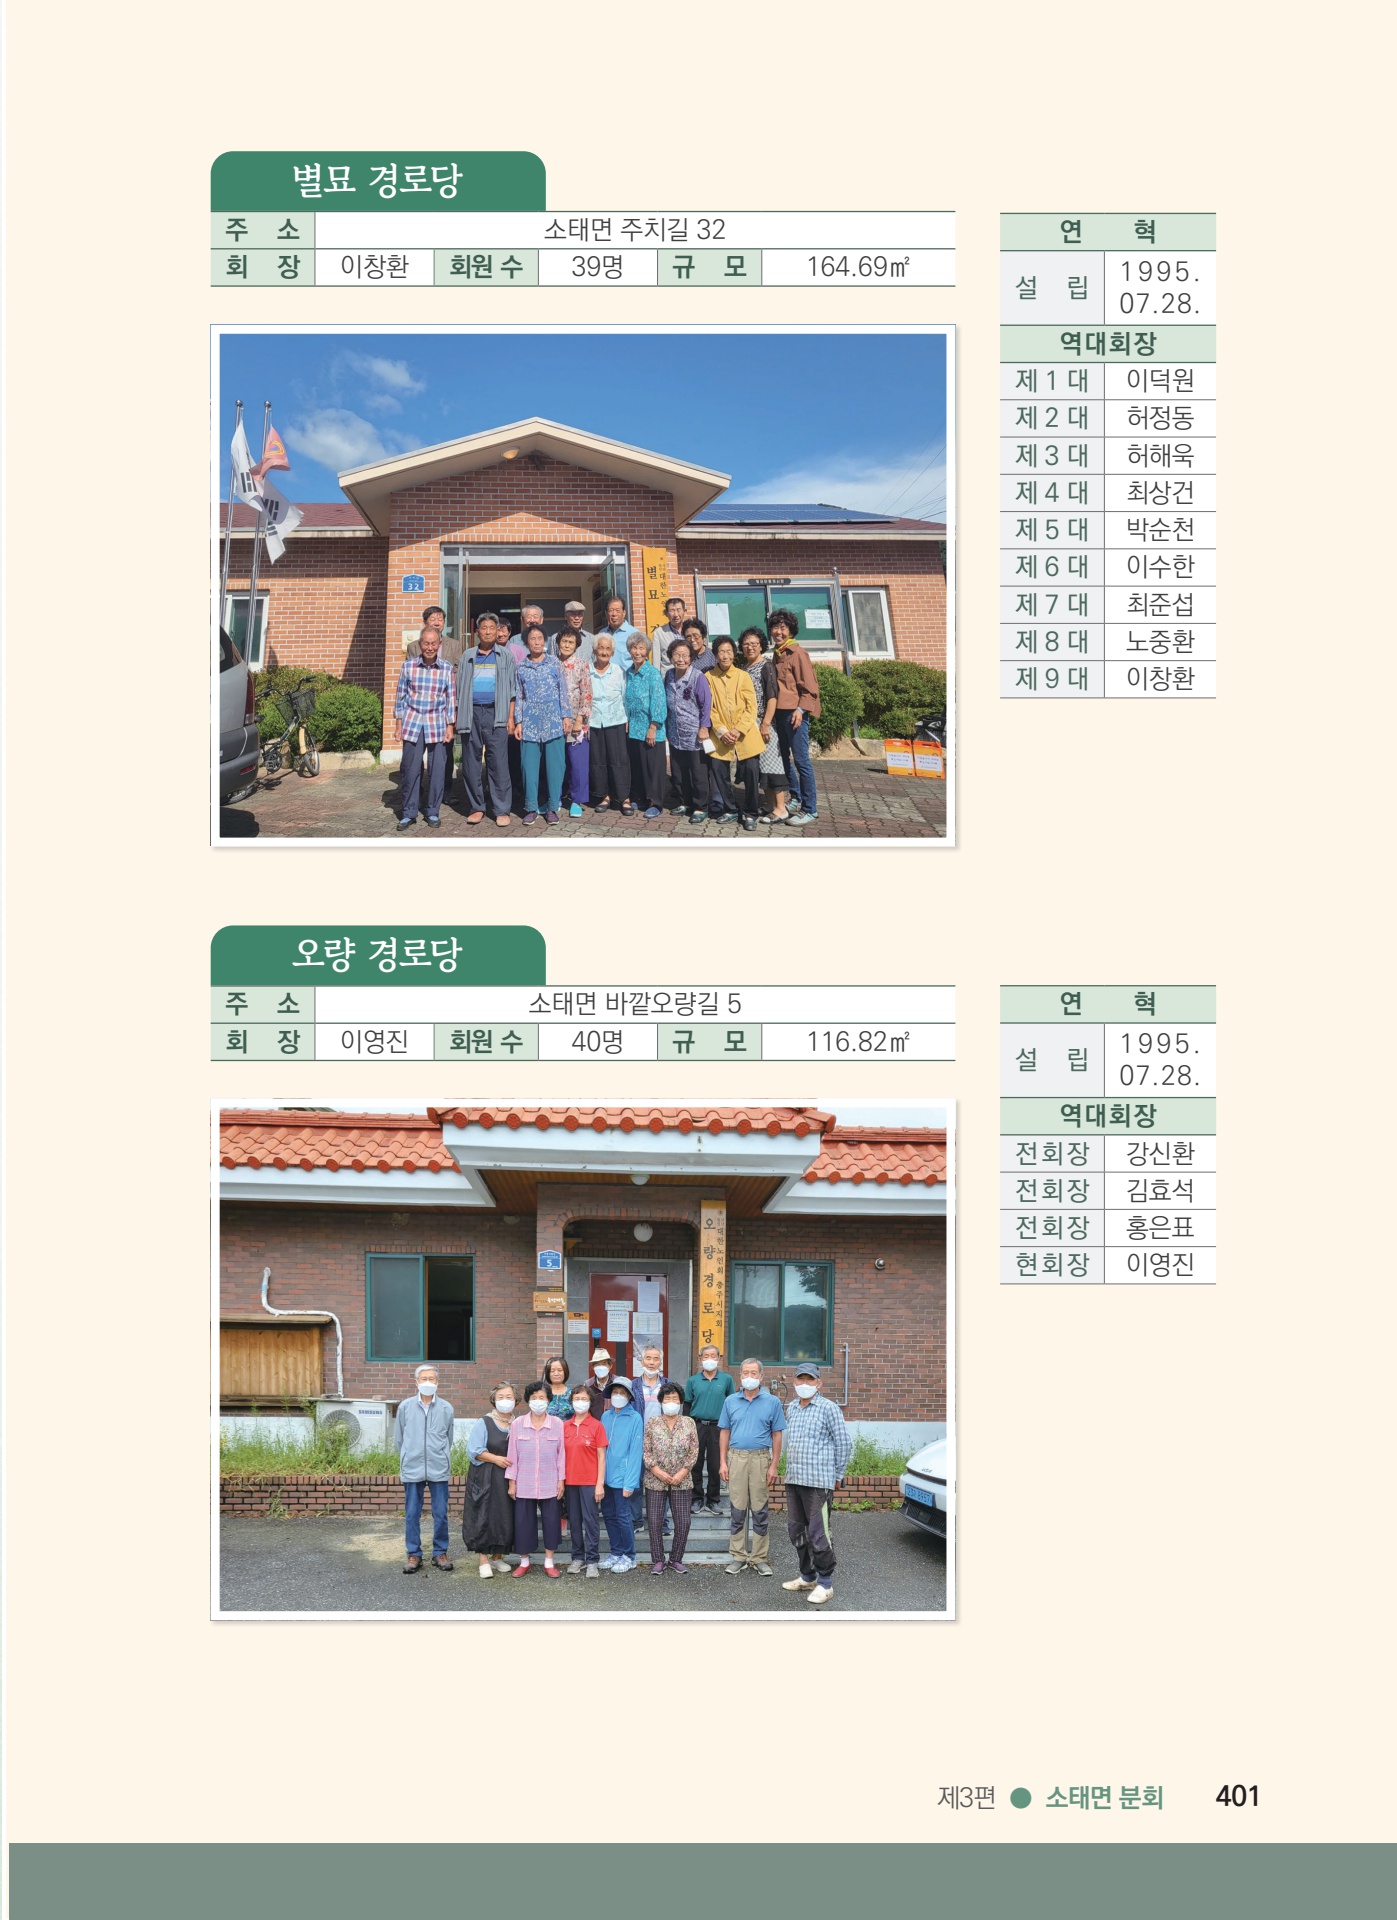 별묘 경로당
주 소 소태면 주치길 32
회 장 이창환 회원 수 39명 규 모 164.69㎡
연 혁
설 립 1995.
07.28.
역대회장
제 1 대 이덕원
제 2 대 허정동
제 3 대 허해욱
제 4 대 최상건
제 5 대 박순천
제 6 대 이수한
제 7 대 최준섭
제 8 대 노중환
제 9 대 이창환
32
별묘
대한노
오량 경로당
주 소 소태면 바깥오량길 5
회 장 이영진 회원 수 40명 규 모 116.82㎡
연 혁
설 립 1995.
07.28.
역대회장
전회장 강신환
전회장 김효석
전회장 홍은표
현회장 이영진
5
오량경로당
대한노인회 충주시지회
SAMSUNG
제3편 ● 소태면 분회 401